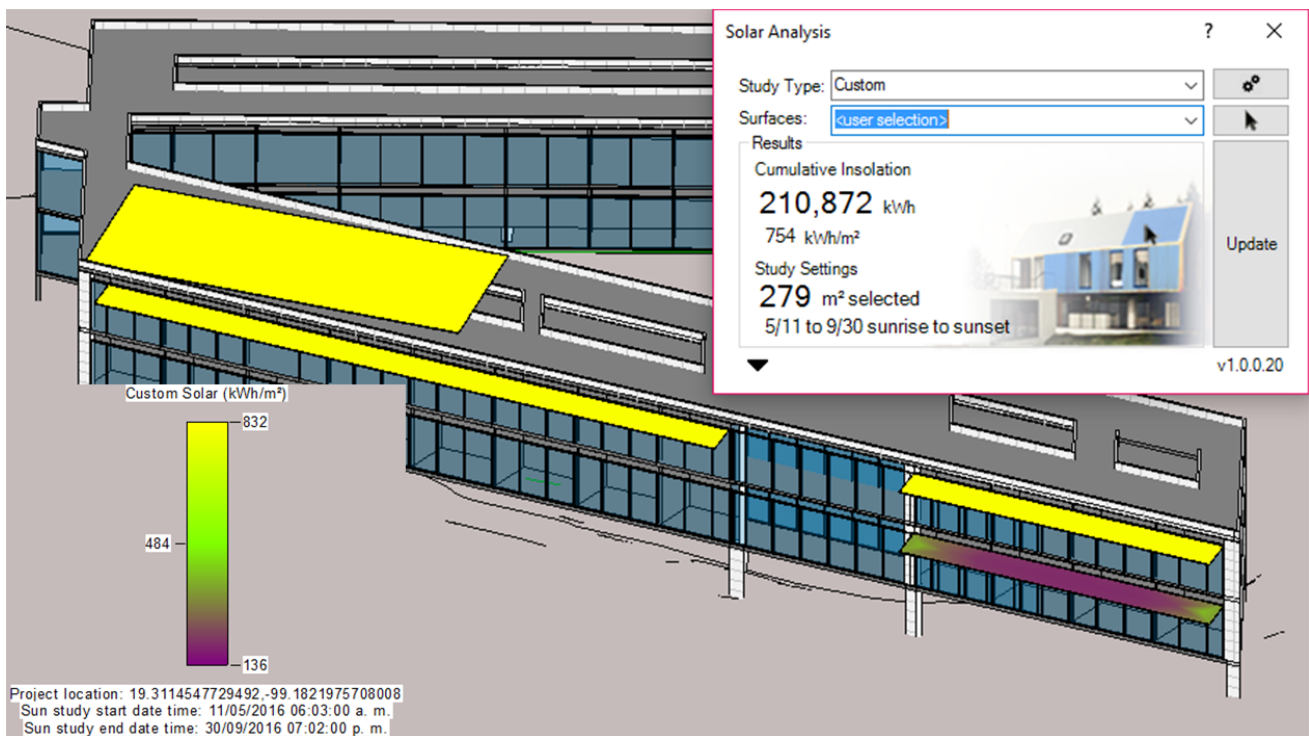 Solar Analysis
?
Study Type: Custom
Surfaces: <user selection>
Results
Cumulative Insolation
210,872 kWh
754 kWh/m²
Study Settings
279 m² selected
5/11 to 9/30 sunrise to sunset
Update
v1.0.0.20
Custom Solar (kWh/m²)
832
484
136
Project location: 19.3114547729492,-99.1821975708008
Sun study start date time: 11/05/2016 06:03:00 a. m.
Sun study end date time: 30/09/2016 07:02:00 p. m.